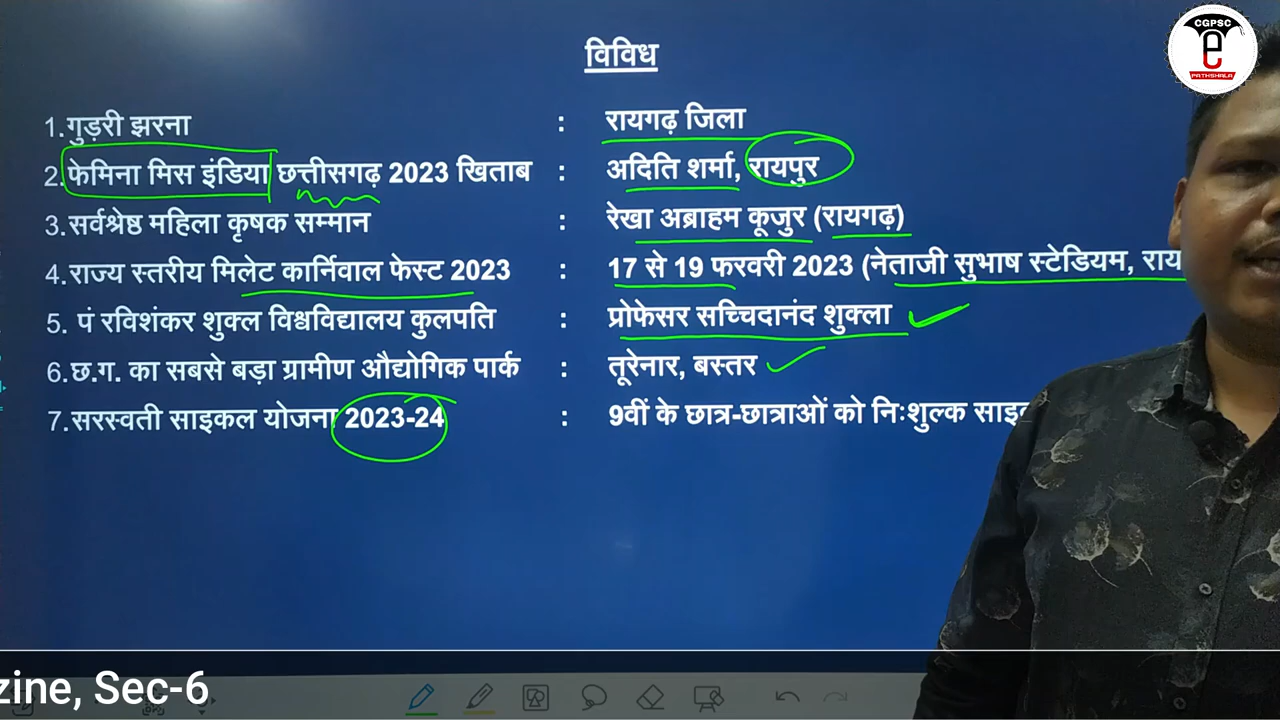 CGPSC
e
PATHSHALA
विविध
1. गुड़री झरना : रायगढ़ जिला
2. फेमिना मिस इंडिया छत्तीसगढ़ 2023 खिताब : अदिति शर्मा, रायपुर
3. सर्वश्रेष्ठ महिला कृषक सम्मान : रेखा अब्राहम कूजुर (रायगढ़)
4. राज्य स्तरीय मिलेट कार्निवाल फेस्ट 2023 : 17 से 19 फरवरी 2023 (नेताजी सुभाष स्टेडियम, राय
5. पं रविशंकर शुक्ल विश्वविद्यालय कुलपति : प्रोफेसर सच्चिदानंद शुक्ला
6. छ.ग. का सबसे बड़ा ग्रामीण औद्योगिक पार्क : तूरेनार, बस्तर
7. सरस्वती साइकल योजना 2023-24 : 9वीं के छात्र-छात्राओं को निःशुल्क
zine, Sec-6